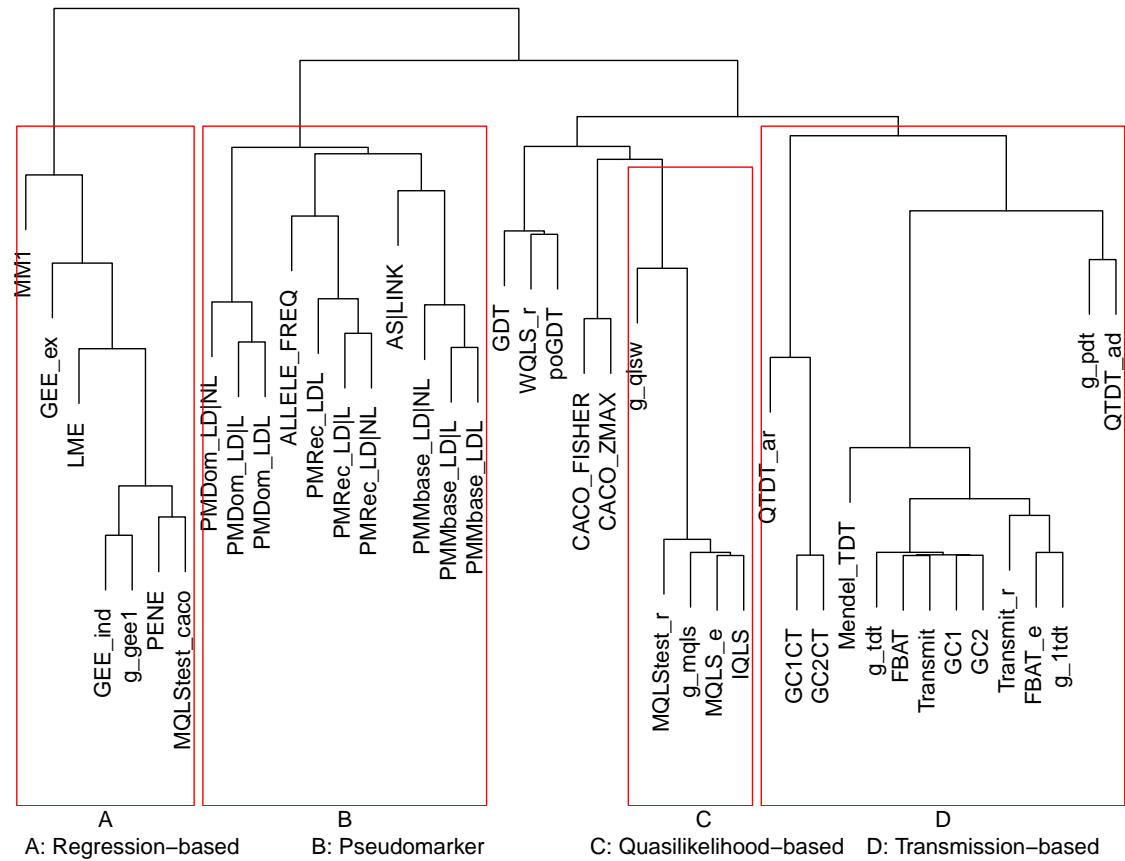 MM1
GEE_ex
LME
GEE_ind
g_gee1
PENE
MQLStest_caco
PMDom_LD|NL
PMDom_LD|L
PMDom_LDL
ALLELE_FREQ
PMRec_LDL
PMRec_LD|L
PMRec_LD|NL
AS|LINK
PMMbase_LD|NL
PMMbase_LD|L
PMMbase_LDL
GDT
WQLS_r
poGDT
CACO_FISHER
CACO_ZMAX
g_qlsw
MQLStest_r
g_mqls
MQLS_e
IQLS
QTDT_ar
GC1CT
GC2CT
Mendel_TDT
g_tdt
FBAT
Transmit
GC1
GC2
Transmit_r
FBAT_e
g_1tdt
g_pdt
QTDT_ad
A
B
C
D
A: Regression−based
B: Pseudomarker
C: Quasilikelihood−based
D: Transmission−based